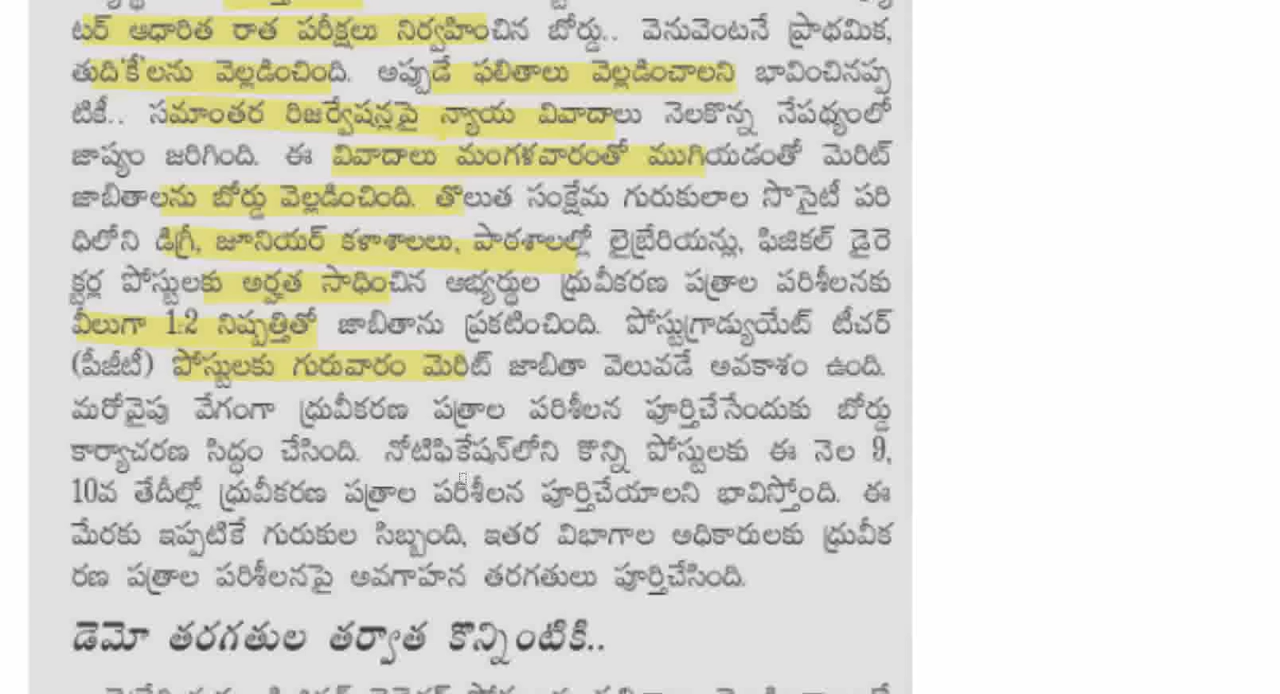 టర్ ఆధారిత రాత పరీక్షలు నిర్వహించిన బోర్డు.. వెనువెంటనే ప్రాథమిక,
తుది'కీ'లను వెల్లడించింది. అప్పుడే ఫలితాలు వెల్లడించాలని భావించినప్ప
టికీ.. సమాంతర రిజర్వేషన్లపై న్యాయ వివాదాలు నెలకొన్న నేపథ్యంలో
జాప్యం జరిగింది. ఈ వివాదాలు మంగళవారంతో ముగియడంతో మెరిట్
జాబితాలను బోర్డు వెల్లడించింది. తొలుత సంక్షేమ గురుకులాల సొసైటీ పరి
ధిలోని డిగ్రీ, జూనియర్ కళాశాలలు, పాఠశాలల్లో లైబ్రేరియన్లు, ఫిజికల్ డైరె
క్టర్ల పోస్టులకు అర్హత సాధించిన అభ్యర్థుల ధ్రువీకరణ పత్రాల పరిశీలనకు
వీలుగా 1:2 నిష్పత్తితో జాబితాను ప్రకటించింది. పోస్టుగ్రాడ్యుయేట్ టీచర్
(పీజీటీ) పోస్టులకు గురువారం మెరిట్ జాబితా వెలువడే అవకాశం ఉంది.
మరోవైపు వేగంగా ధ్రువీకరణ పత్రాల పరిశీలన పూర్తిచేసేందుకు బోర్డు
కార్యాచరణ సిద్ధం చేసింది. నోటిఫికేషన్‌లోని కొన్ని పోస్టులకు ఈ నెల 9,
10వ తేదీల్లో ధ్రువీకరణ పత్రాల పరిశీలన పూర్తిచేయాలని భావిస్తోంది. ఈ
మేరకు ఇప్పటికే గురుకుల సిబ్బంది, ఇతర విభాగాల అధికారులకు ధ్రువీక
రణ పత్రాల పరిశీలనపై అవగాహన తరగతులు పూర్తిచేసింది.
డెమో తరగతుల తర్వాత కొన్నింటికి..